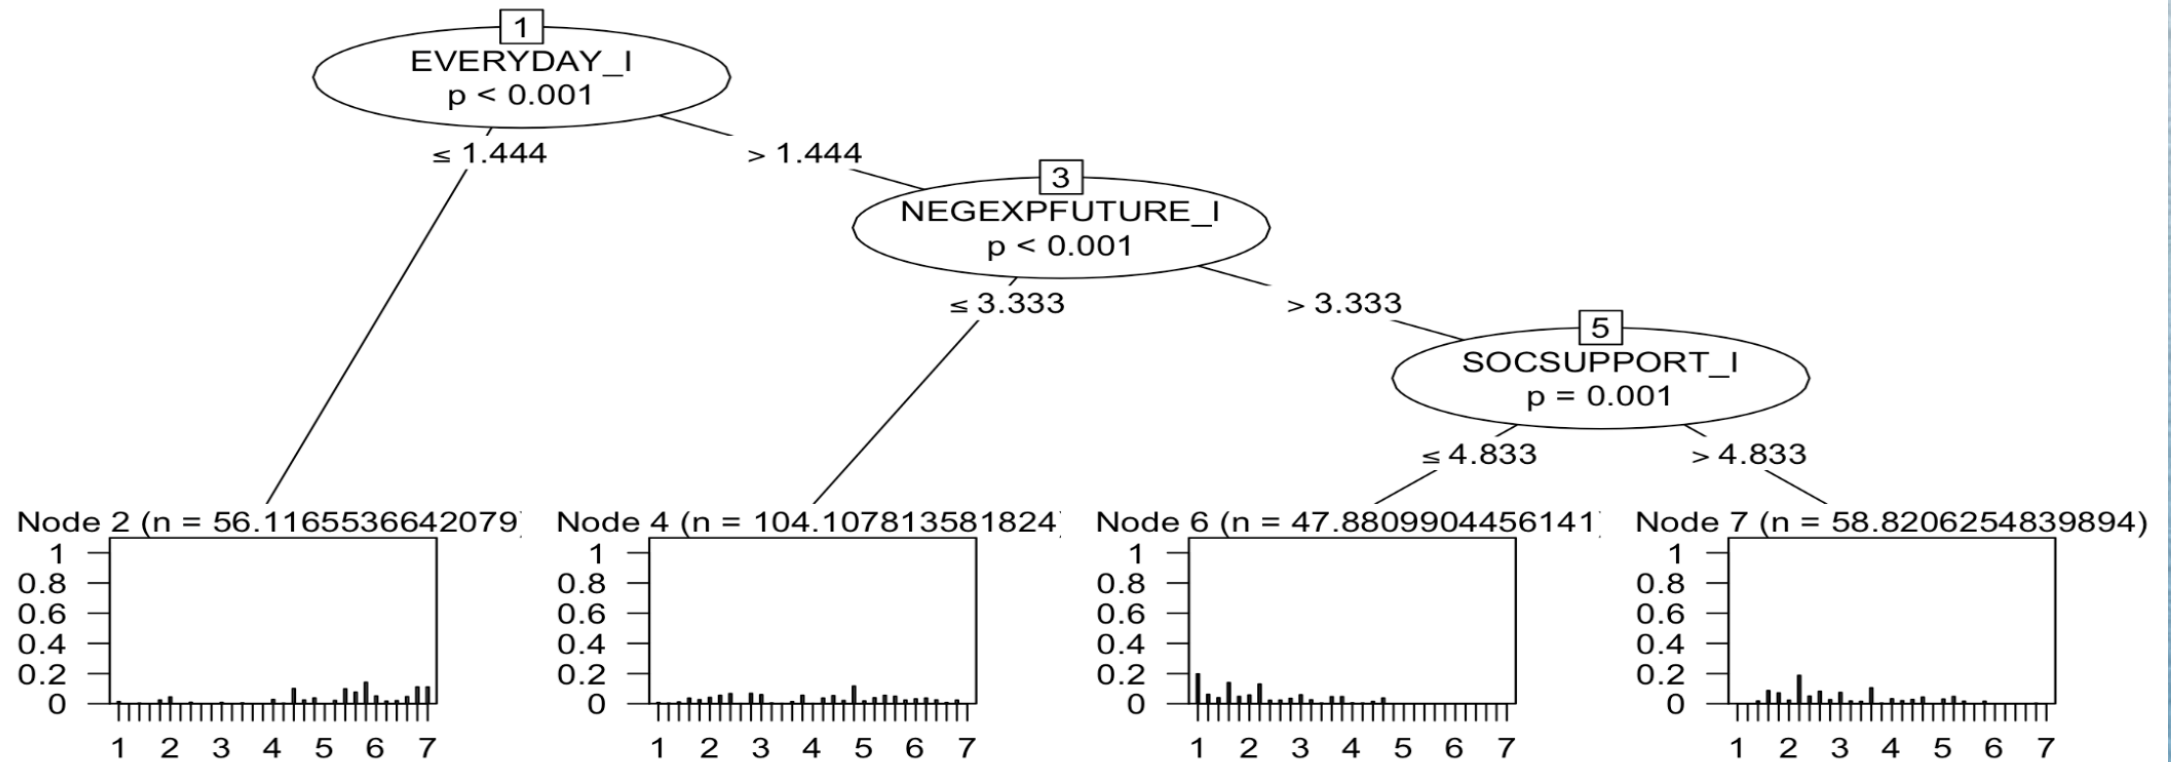 1
EVERYDAY_I
p < 0.001
≤ 1.444
> 1.444
3
NEGEXPFUTURE_I
p < 0.001
≤ 3.333
> 3.333
5
SOCSUPPORT_I
p = 0.001
≤ 4.833
> 4.833
Node 2 (n = 56.1165536642079)
1
0.8
0.6
0.4
0.2
0
1 2 3 4 5 6 7
Node 4 (n = 104.107813581824)
1
0.8
0.6
0.4
0.2
0
1 2 3 4 5 6 7
Node 6 (n = 47.8809904456141)
1
0.8
0.6
0.4
0.2
0
1 2 3 4 5 6 7
Node 7 (n = 58.8206254839894)
1
0.8
0.6
0.4
0.2
0
1 2 3 4 5 6 7